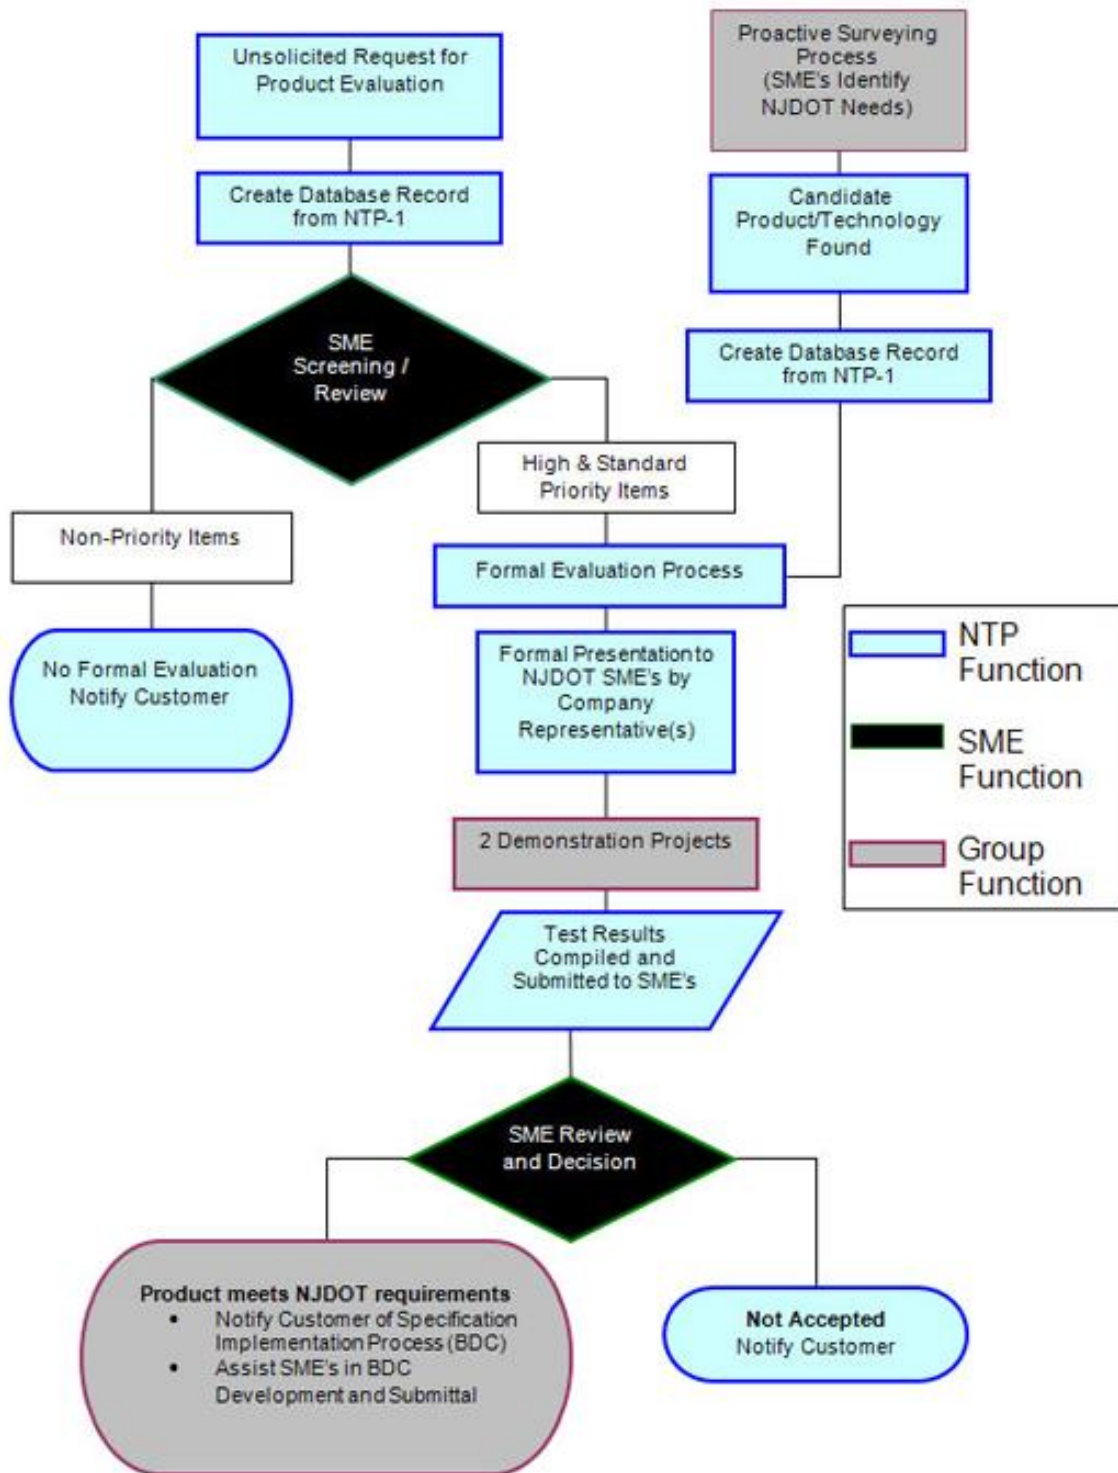 Unsolicited Request for
Product Evaluation
Proactive Surveying
Process
(SME's Identify
NJDOT Needs)
Create Database Record
from NTP-1
Candidate
Product/Technology
Found
SME
Screening /
Review
Create Database Record
from NTP-1
High & Standard
Priority Items
Non-Priority Items
Formal Evaluation Process
No Formal Evaluation
Notify Customer
Formal Presentation to
NJDOT SME's by
Company
Representative(s)
NTP
Function
SME
Function
Group
Function
2 Demonstration Projects
Test Results
Compiled and
Submitted to SME's
SME Review
and Decision
Product meets NJDOT requirements
• Notify Customer of Specification
Implementation Process (BDC)
• Assist SME's in BDC
Development and Submittal
Not Accepted
Notify Customer